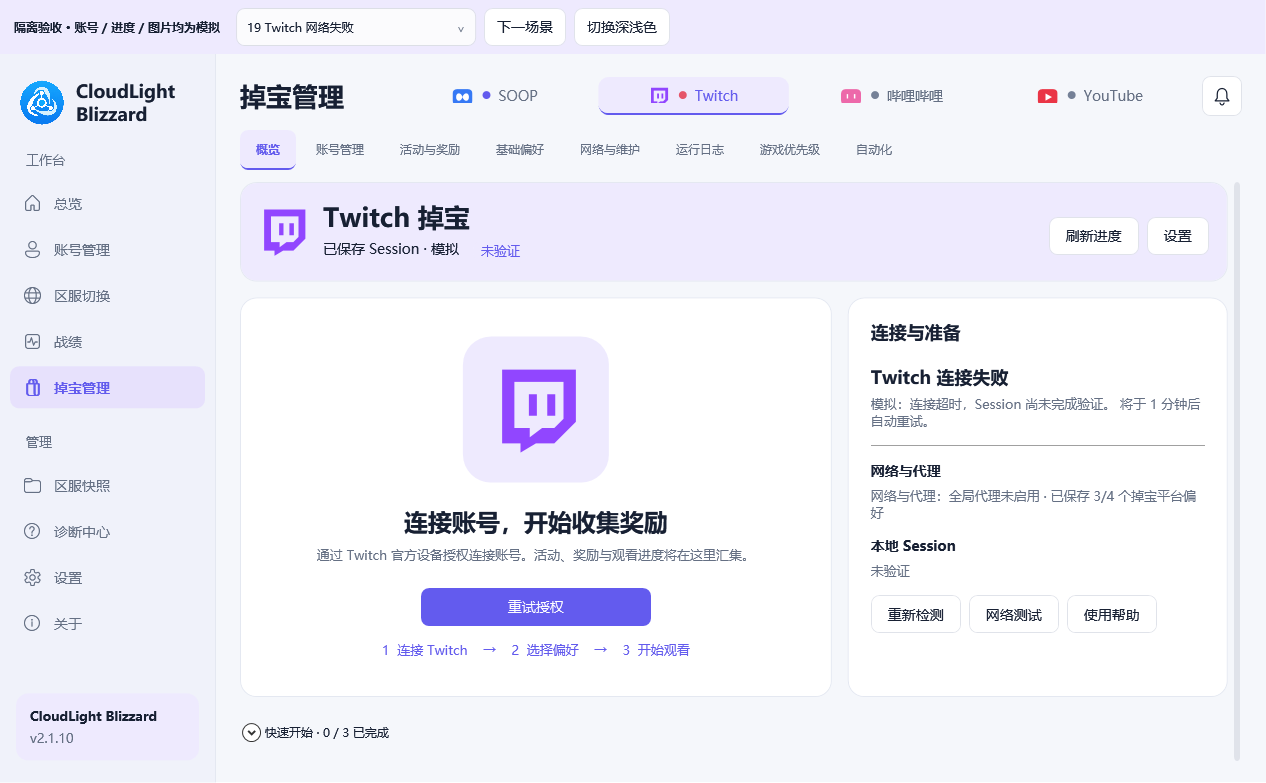 隔离验收 • 账号 / 进度 / 图片均为模拟
19 Twitch 网络失败
下一场景
切换深浅色
CloudLight
Blizzard
工作台
总览
账号管理
区服切换
战绩
掉宝管理
管理
区服快照
诊断中心
设置
关于
CloudLight Blizzard
v2.1.10
掉宝管理
SOOP
Twitch
哔哩哔哩
YouTube
概览
账号管理
活动与奖励
基础偏好
网络与维护
运行日志
游戏优先级
自动化
Twitch 掉宝
已保存 Session · 模拟
未验证
刷新进度
设置
连接账号，开始收集奖励
通过 Twitch 官方设备授权连接账号。活动、奖励与观看进度将在这里汇集。
重试授权
1 连接 Twitch → 2 选择偏好 → 3 开始观看
连接与准备
Twitch 连接失败
模拟：连接超时，Session 尚未完成验证。 将于 1 分钟后
自动重试。
网络与代理
网络与代理：全局代理未启用 · 已保存 3/4 个掉宝平台偏
好
本地 Session
未验证
重新检测
网络测试
使用帮助
快速开始 · 0 / 3 已完成